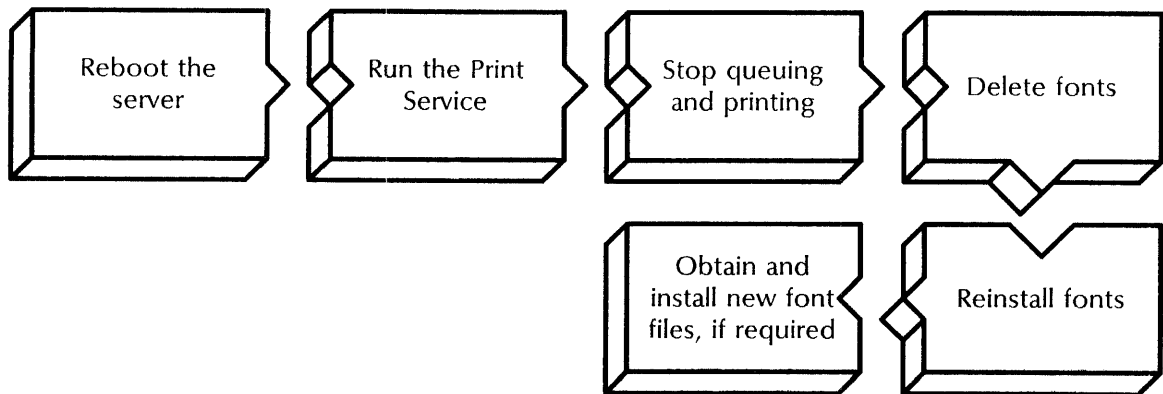 Reboot the
server
Run the Print
Service
Stop queuing
and printing
Delete fonts
Reinstall fonts
Obtain and
install new font
files, if required